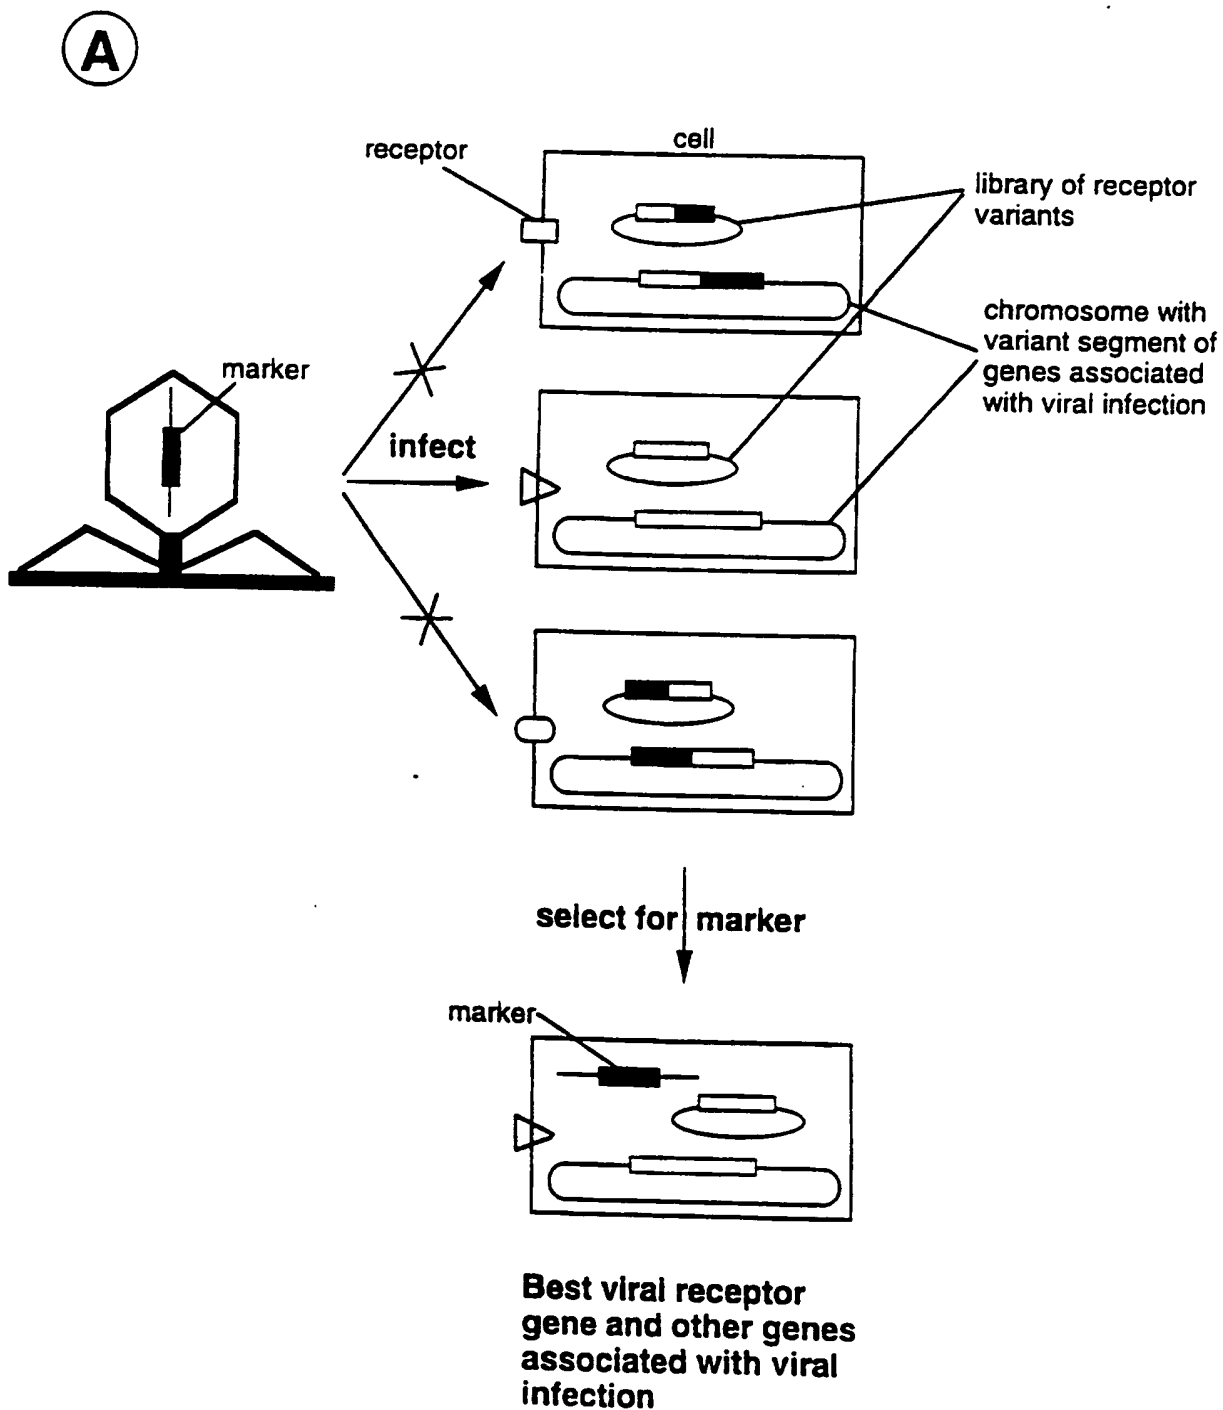 A
cell
receptor
library of receptor
variants
chromosome with
variant segment of
genes associated
with viral infection
marker
infect
select for marker
marker
Best viral receptor
gene and other genes
associated with viral
infection